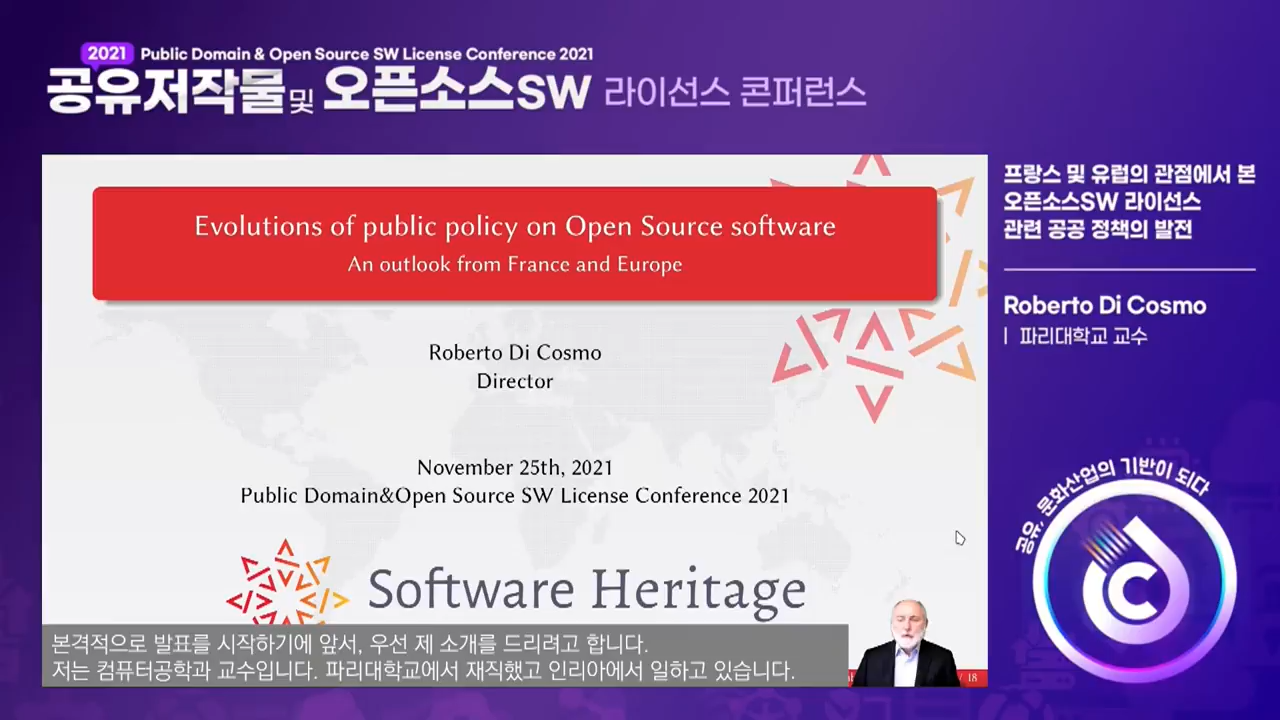 2021 Public Domain & Open Source SW License Conference 2021
공유저작물 및 오픈소스SW 라이선스 콘퍼런스
Evolutions of public policy on Open Source software
An outlook from France and Europe
Roberto Di Cosmo
Director
November 25th, 2021
Public Domain&Open Source SW License Conference 2021
Software Heritage
본격적으로 발표를 시작하기에 앞서, 우선 제 소개를 드리려고 합니다.
저는 컴퓨터공학과 교수입니다. 파리대학교에서 재직했고 인리아에서 일하고 있습니다.
/ 18
프랑스 및 유럽의 관점에서 본
오픈소스SW 라이선스
관련 공공 정책의 발전
Roberto Di Cosmo
| 파리대학교 교수
공유, 문화산업의 기반이 되다